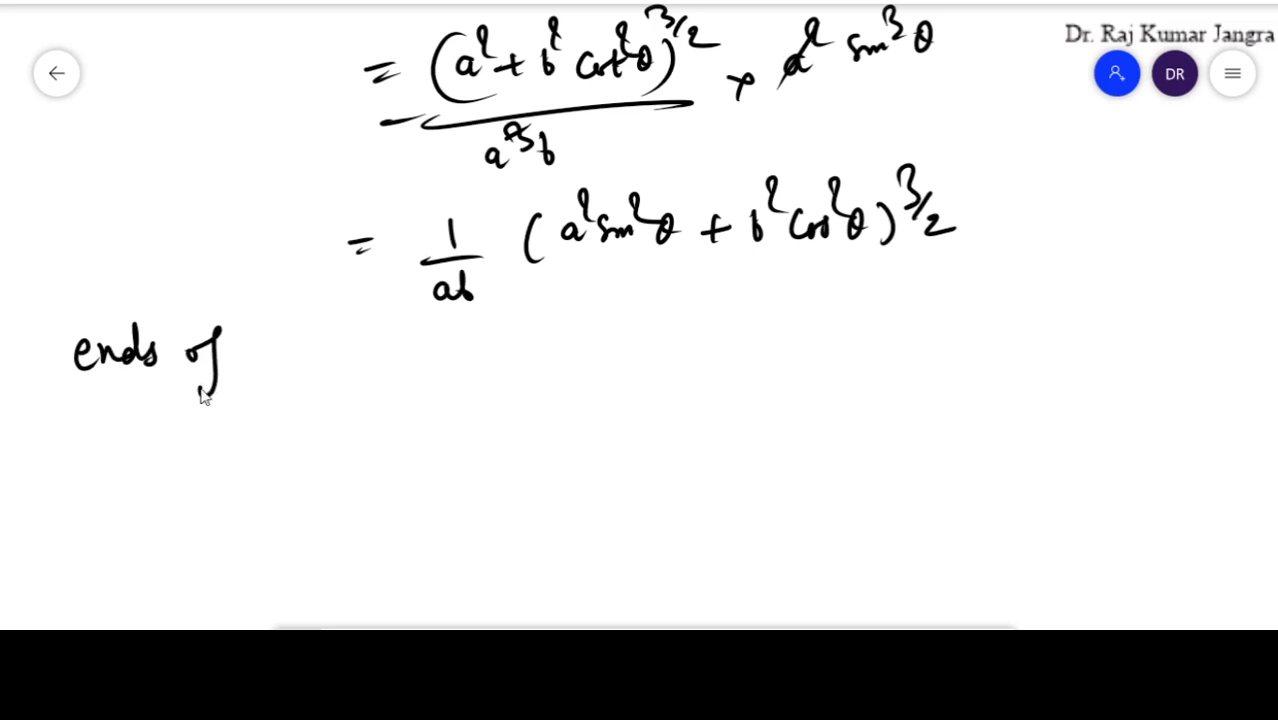 Dr. Raj Kumar Jangra
DR
= (a² + b² cot²θ)^3/2 / a³b × a² sin³θ
= 1/ab (a² sin²θ + b² cos²θ)^3/2
ends of